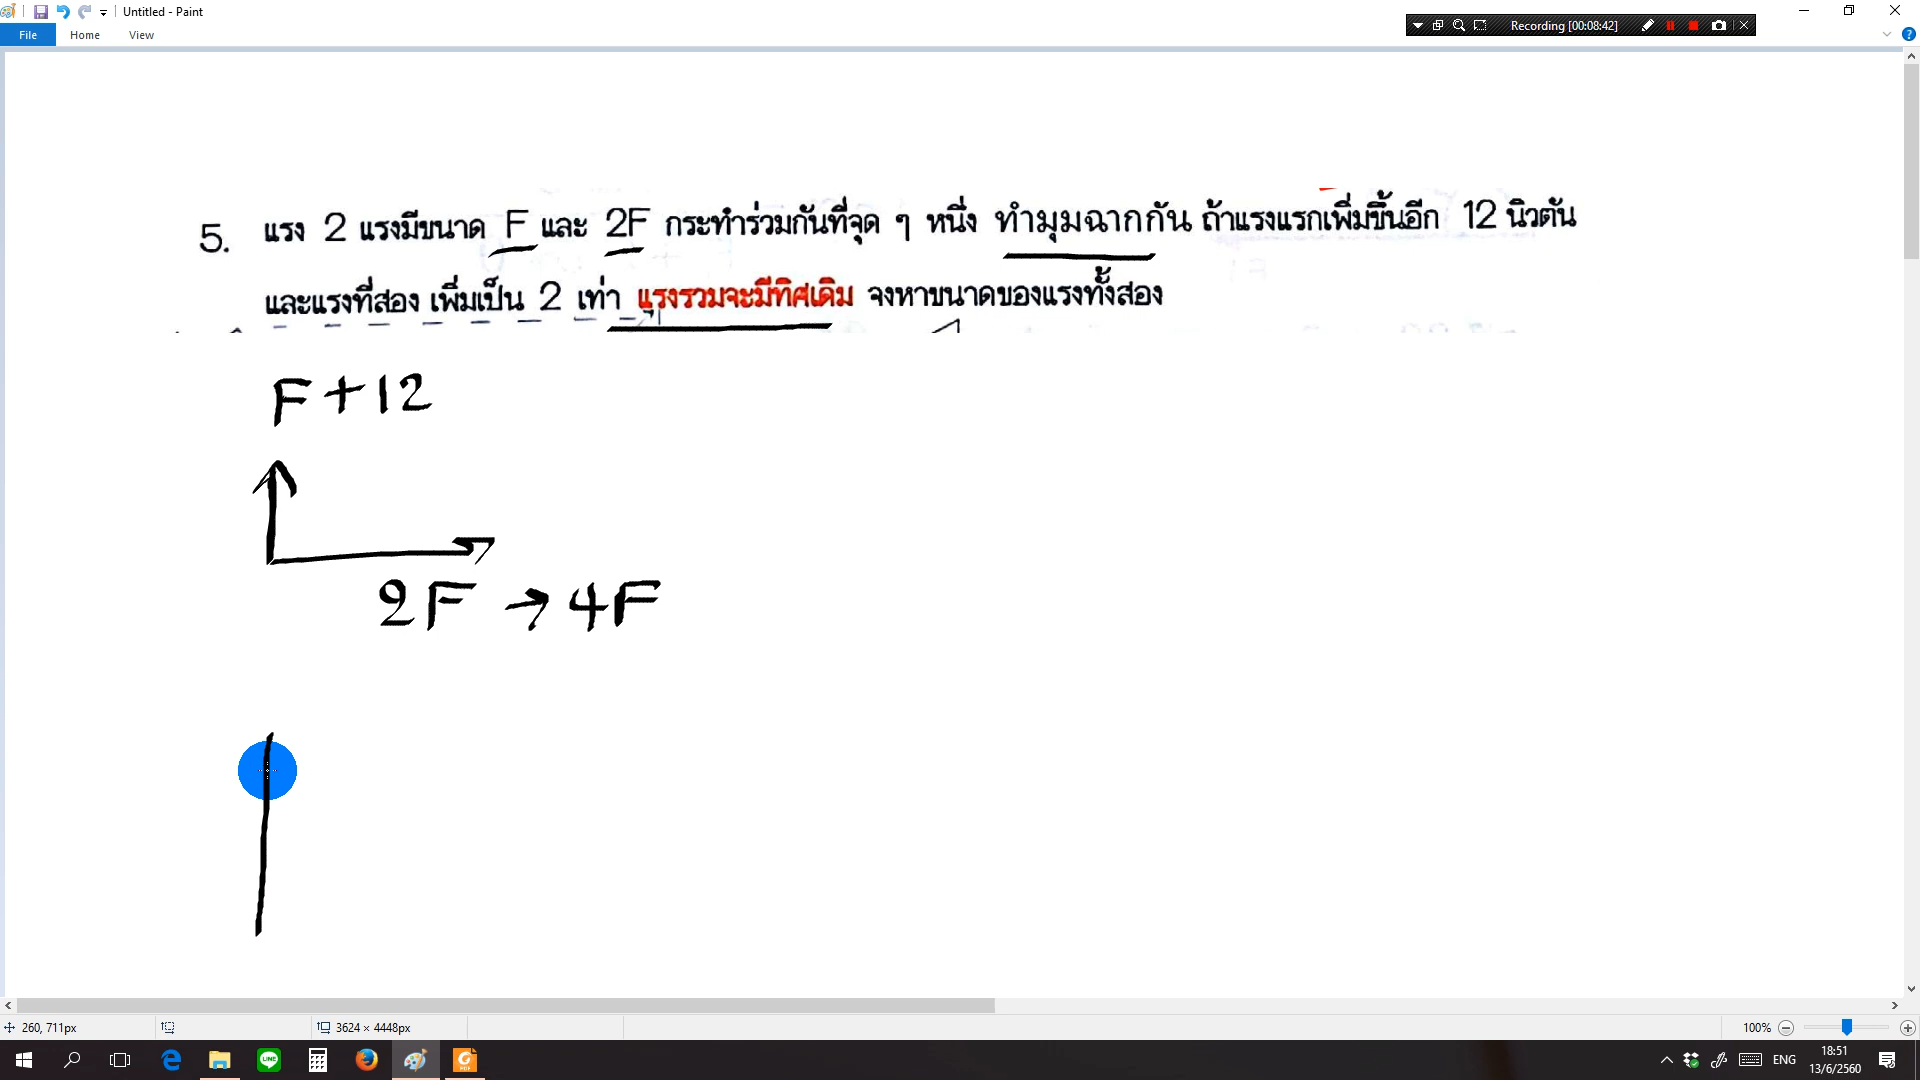 Untitled - Paint
Recording [00:08:42]
File Home View
5. แรง 2 แรงมีขนาด F และ 2F กระทำร่วมกันที่จุด ๆ หนึ่ง ทำมุมฉากกัน ถ้าแรงแรกเพิ่มขึ้นอีก 12 นิวตัน
และแรงที่สอง เพิ่มเป็น 2 เท่า แรงรวมจะมีทิศเดิม จงหาขนาดของแรงทั้งสอง
F + 12
2F → 4F
260, 711px
3624 × 4448px
100%
LINE
ENG
18:51
13/6/2560